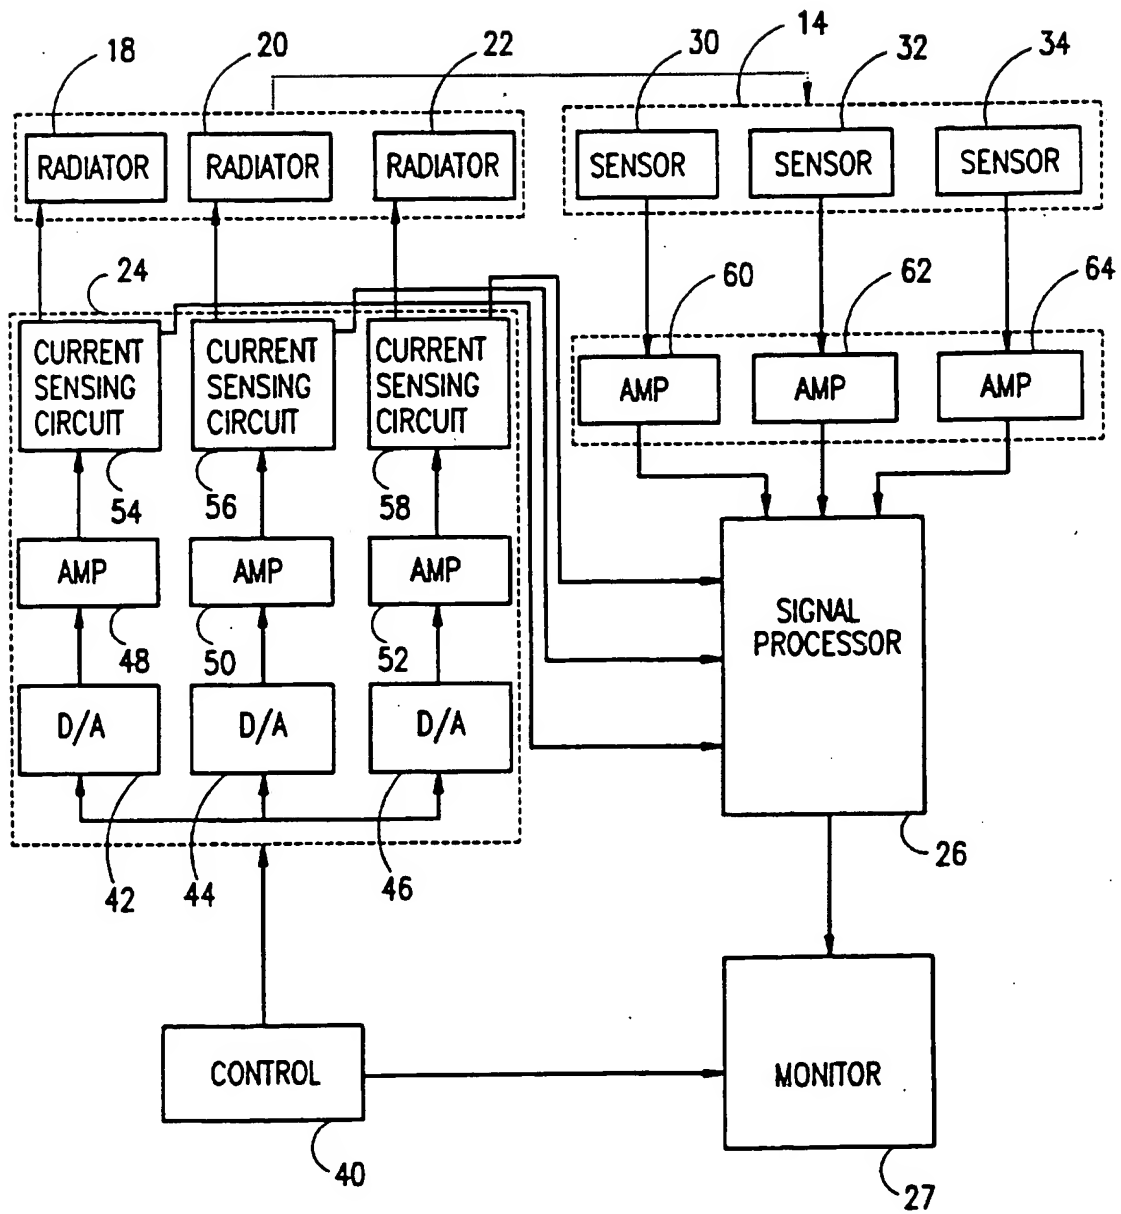 18 20 22 30 14 32 34
RADIATOR RADIATOR RADIATOR SENSOR SENSOR SENSOR
24 60 62 64
CURRENT SENSING CIRCUIT
CURRENT SENSING CIRCUIT
CURRENT SENSING CIRCUIT
AMP AMP AMP
54 56 58
AMP AMP AMP
SIGNAL
PROCESSOR
48 50 52
D/A D/A D/A
26
42 44 46
CONTROL
MONITOR
40
27